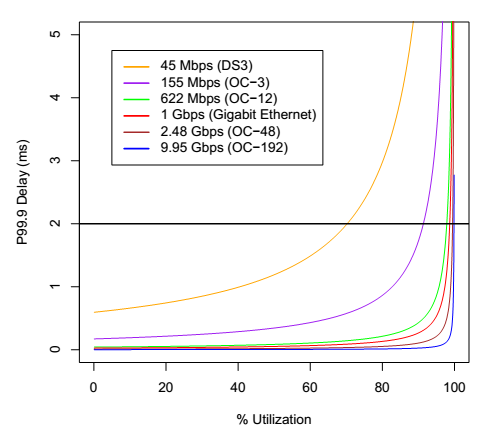 5
4
3
2
1
0
P99.9 Delay (ms)
45 Mbps (DS3)
155 Mbps (OC−3)
622 Mbps (OC−12)
1 Gbps (Gigabit Ethernet)
2.48 Gbps (OC−48)
9.95 Gbps (OC−192)
0 20 40 60 80 100
% Utilization